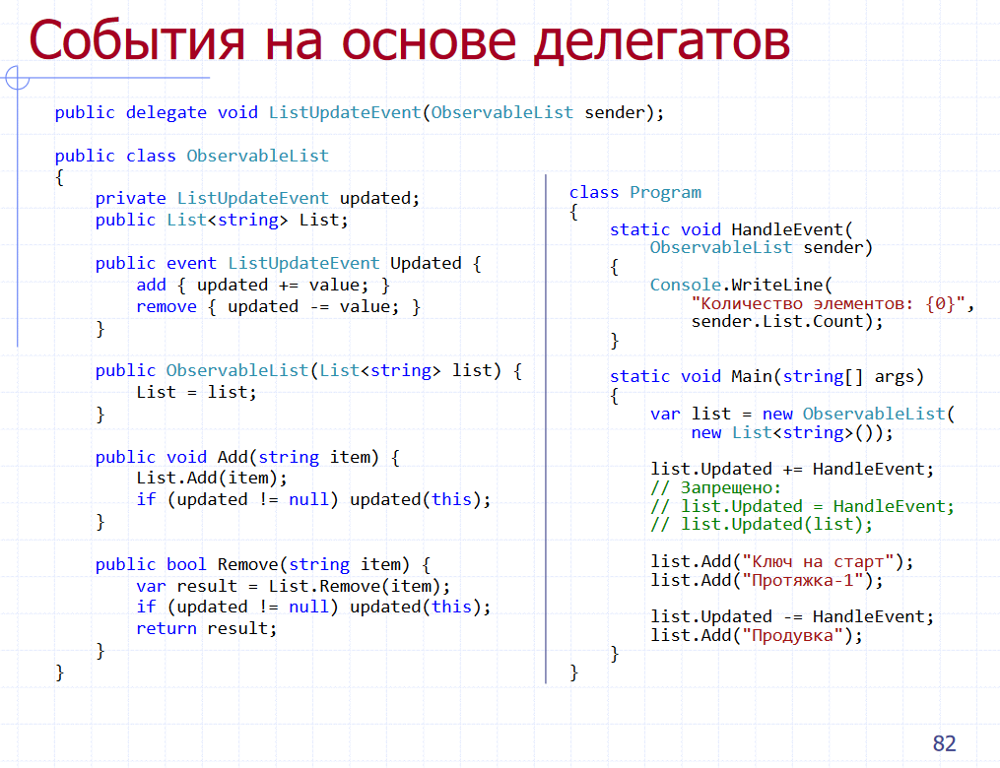 События на основе делегатов
public delegate void ListUpdateEvent(ObservableList sender);
public class ObservableList
{
    private ListUpdateEvent updated;
    public List<string> List;

    public event ListUpdateEvent Updated {
        add { updated += value; }
        remove { updated -= value; }
    }

    public ObservableList(List<string> list) {
        List = list;
    }

    public void Add(string item) {
        List.Add(item);
        if (updated != null) updated(this);
    }

    public bool Remove(string item) {
        var result = List.Remove(item);
        if (updated != null) updated(this);
        return result;
    }
}
class Program
{
    static void HandleEvent(
        ObservableList sender)
    {
        Console.WriteLine(
            "Количество элементов: {0}",
            sender.List.Count);
    }

    static void Main(string[] args)
    {
        var list = new ObservableList(
            new List<string>());

        list.Updated += HandleEvent;
        // Запрещено:
        // list.Updated = HandleEvent;
        // list.Updated(list);

        list.Add("Ключ на старт");
        list.Add("Протяжка-1");

        list.Updated -= HandleEvent;
        list.Add("Продувка");
    }
}
82